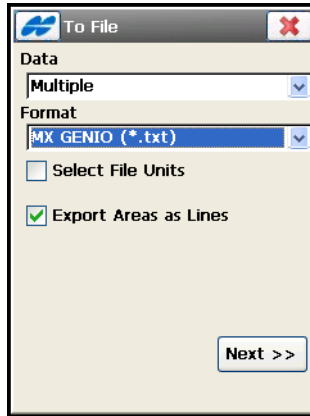 To File
Data
Multiple
Format
MX GENIO (*.txt)
Select File Units
Export Areas as Lines
Next >>